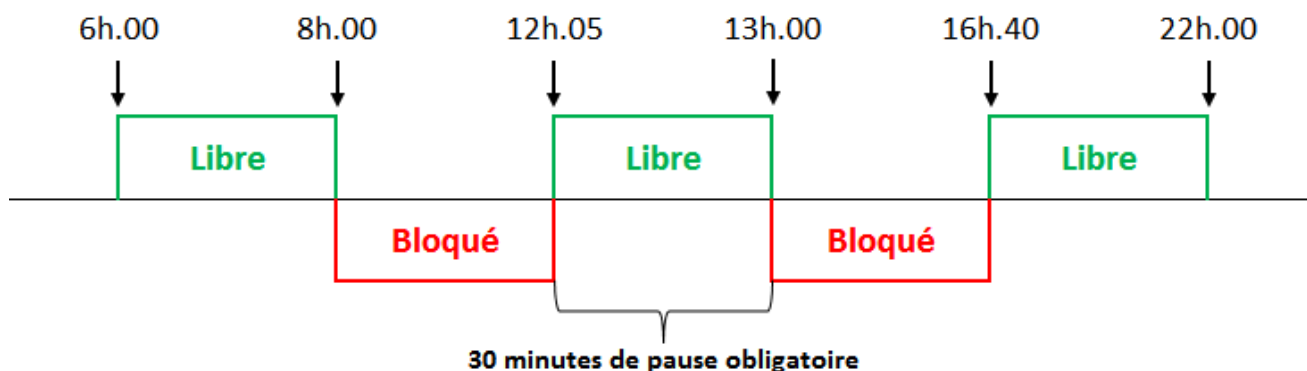 6h.00 8h.00 12h.05 13h.00 16h.40 22h.00
Libre Libre Libre
Bloqué Bloqué
30 minutes de pause obligatoire